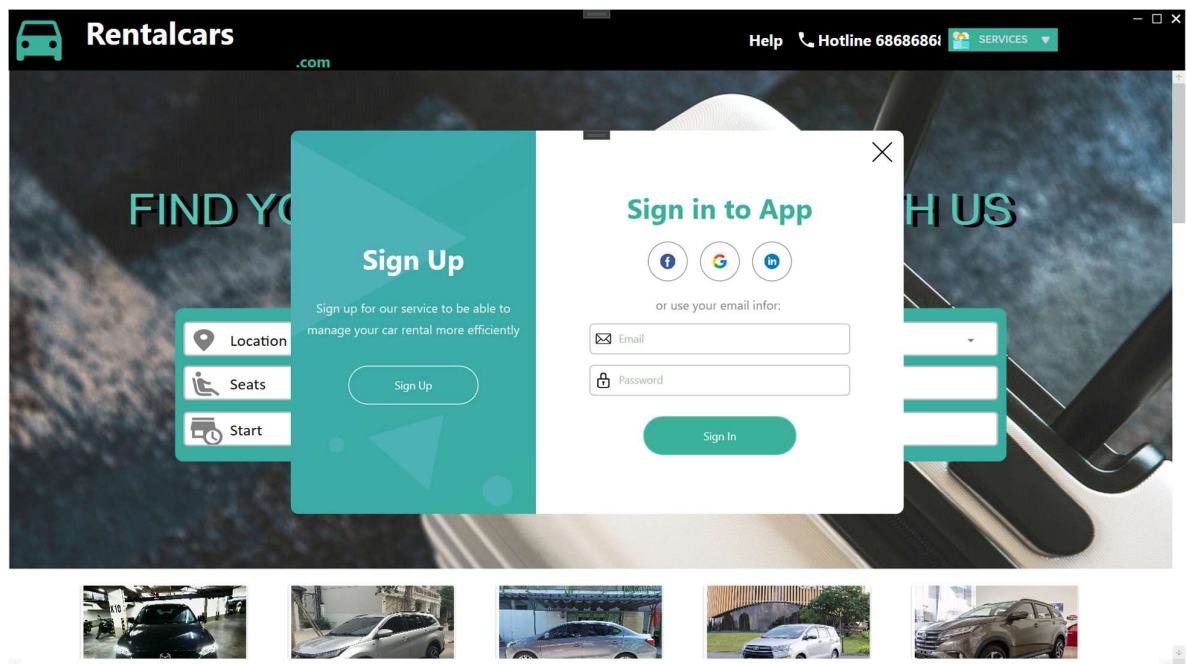 Rentalcars
.com
Help
Hotline 6868686
SERVICES
FIND YO
H US
Sign Up
Sign up for our service to be able to
manage your car rental more efficiently
Sign Up
Sign in to App
or use your email infor:
Email
Password
Sign In
Location
Seats
Start
K10